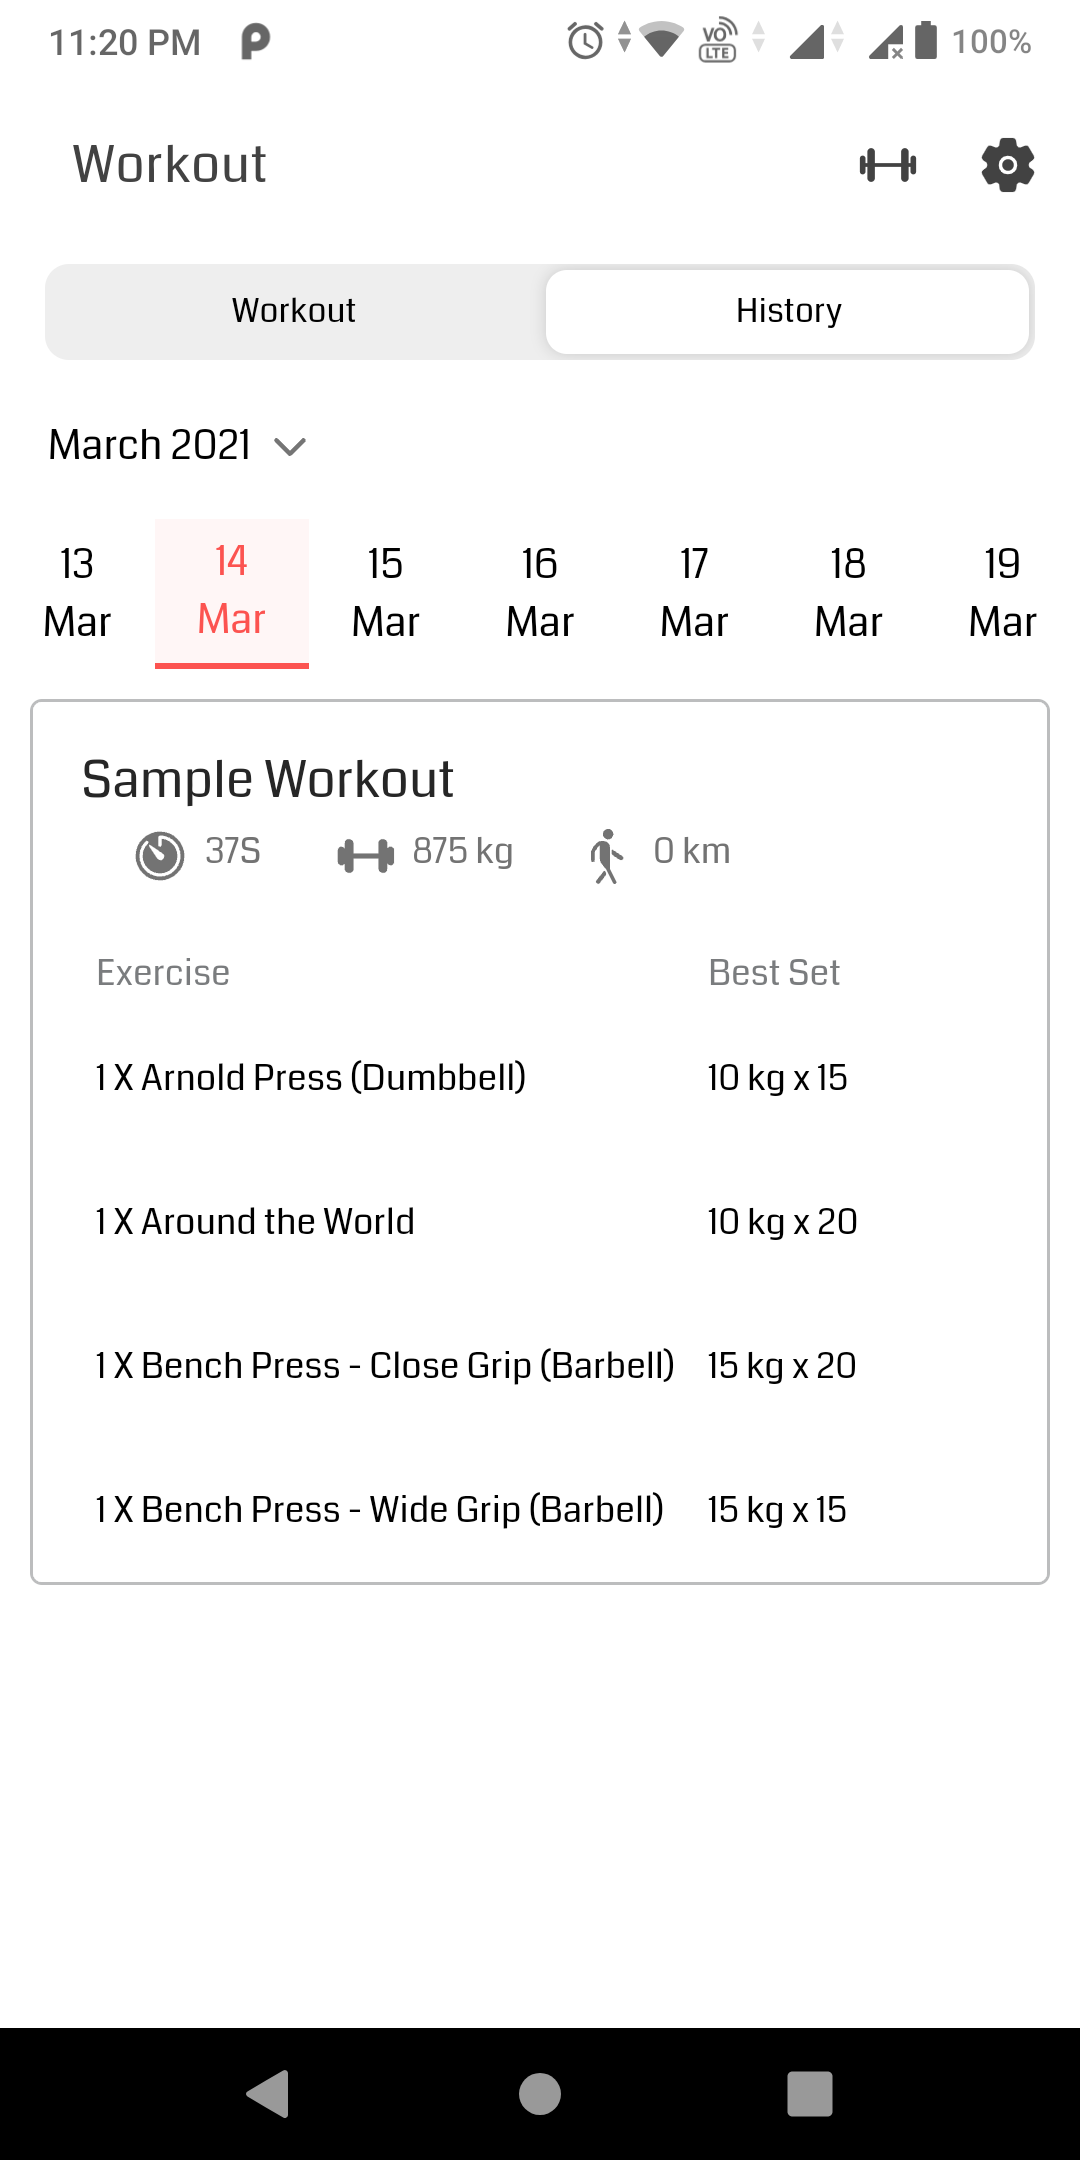 11:20 PM
VO
LTE
100%
Workout
Workout
History
March 2021
13
Mar
14
Mar
15
Mar
16
Mar
17
Mar
18
Mar
19
Mar
Sample Workout
37S
875 kg
0 km
Exercise
Best Set
1 X Arnold Press (Dumbbell)
10 kg x 15
1 X Around the World
10 kg x 20
1 X Bench Press - Close Grip (Barbell)
15 kg x 20
1 X Bench Press - Wide Grip (Barbell)
15 kg x 15